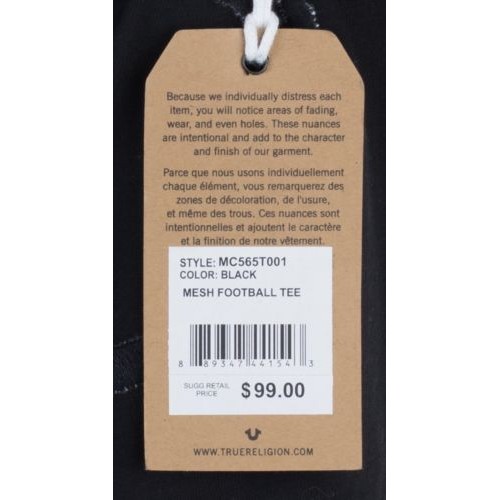 Because we individually distress each
item, you will notice areas of fading,
wear, and even holes. These nuances
are intentional and add to the character
and finish of our garment.
Parce que nous usons individuellement
chaque élément, vous remarquerez des
zones de décoloration, de l'usure,
et même des trous. Ces nuances sont
intentionnelles et ajoutent le caractère
et la finition de notre vêtement.
STYLE: MC565T001
COLOR: BLACK
MESH FOOTBALL TEE
8 89347 44154 3
SUGG RETAIL
PRICE $99.00
WWW.TRUERELIGION.COM